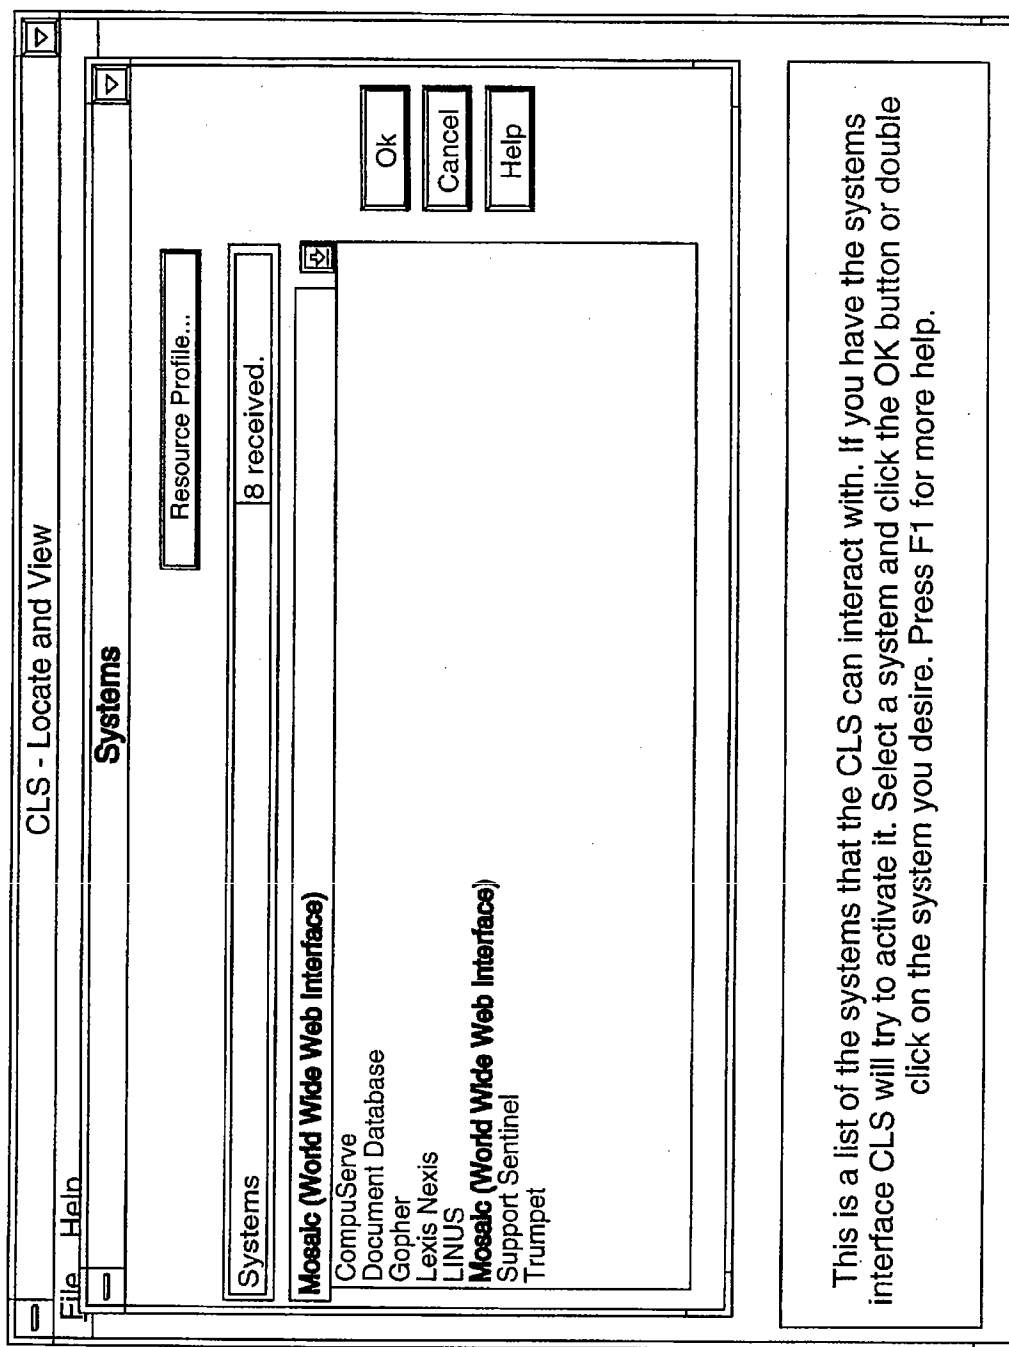 CLS - Locate and View
File Help
Systems
Resource Profile...
Systems 8 received.
Mosaic (World Wide Web Interface)
CompuServe
Document Database
Gopher
Lexis Nexis
LINUS
Mosaic (World Wide Web Interface)
Support Sentinel
Trumpet
Ok
Cancel
Help
This is a list of the systems that the CLS can interact with. If you have the systems
interface CLS will try to activate it. Select a system and click the OK button or double
click on the system you desire. Press F1 for more help.